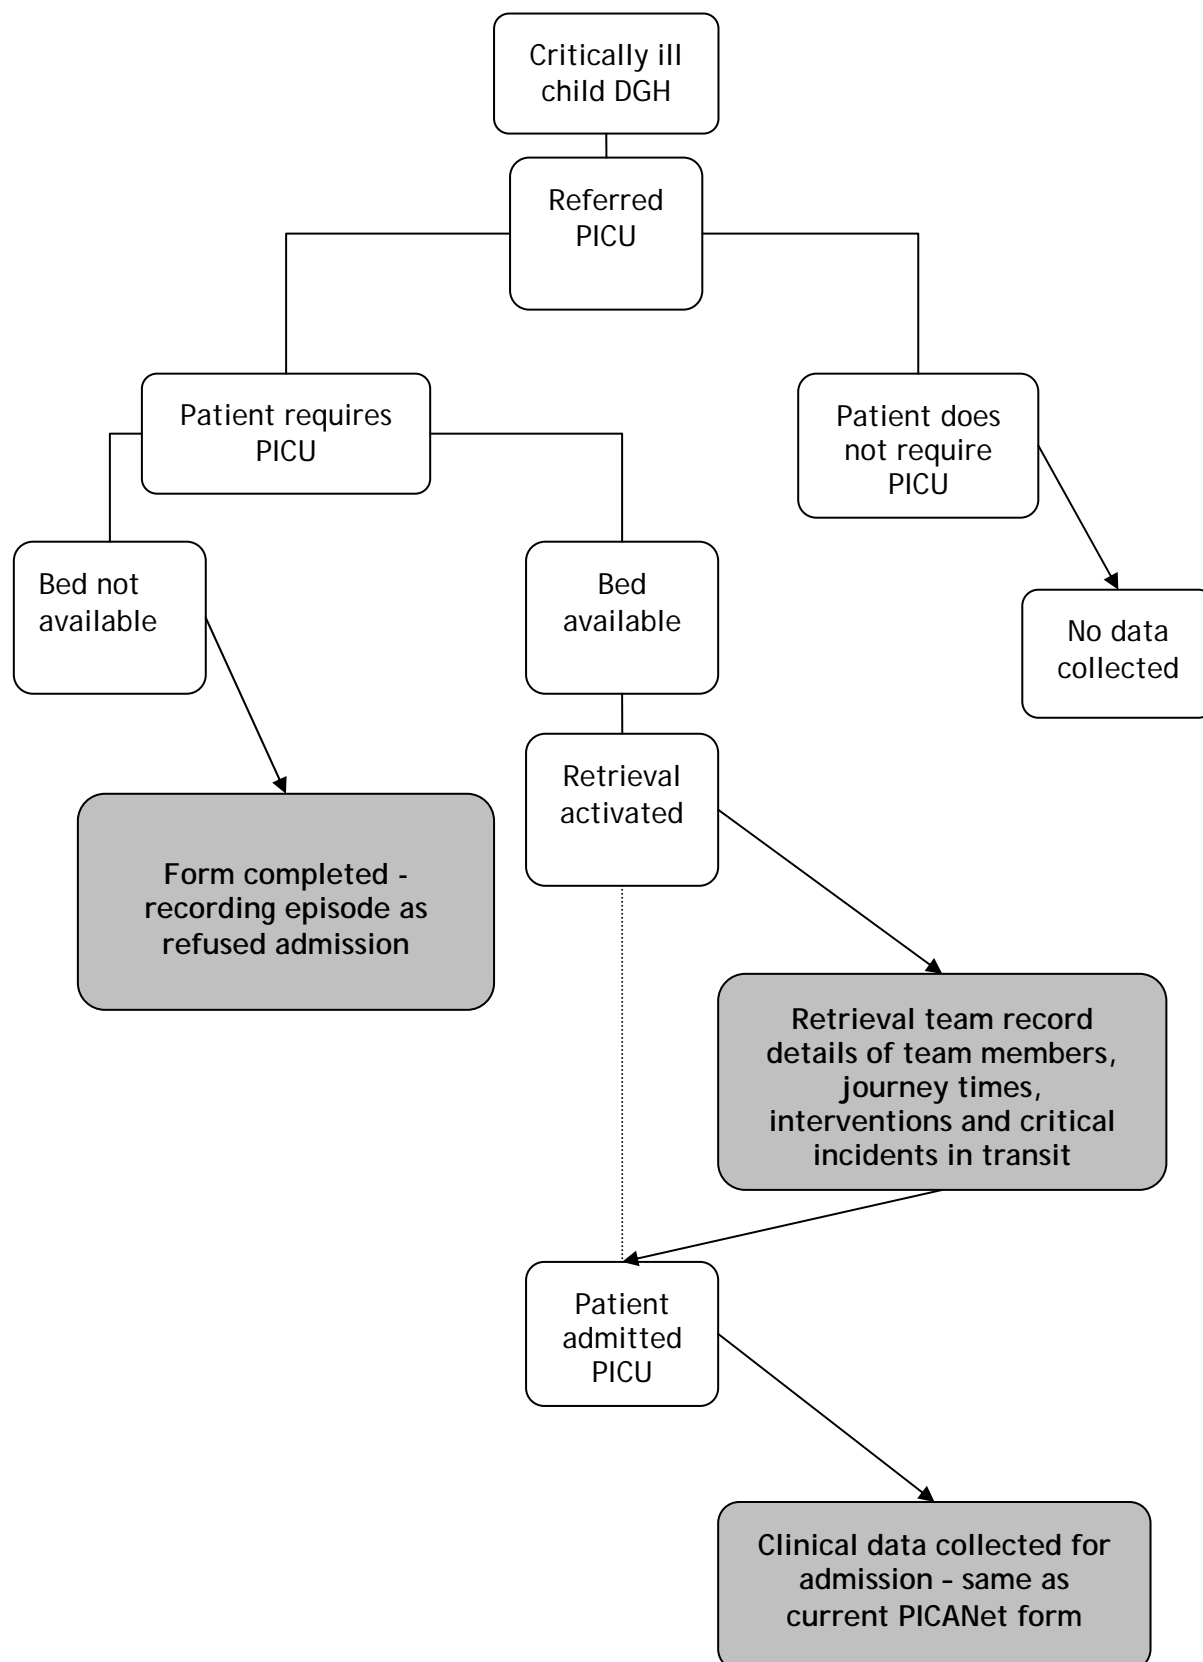 Critically ill
child DGH
Referred
PICU
Patient requires
PICU
Patient does
not require
PICU
Bed not
available
Bed
available
No data
collected
Retrieval
activated
Form completed -
recording episode as
refused admission
Retrieval team record
details of team members,
journey times,
interventions and critical
incidents in transit
Patient
admitted
PICU
Clinical data collected for
admission – same as
current PICANet form